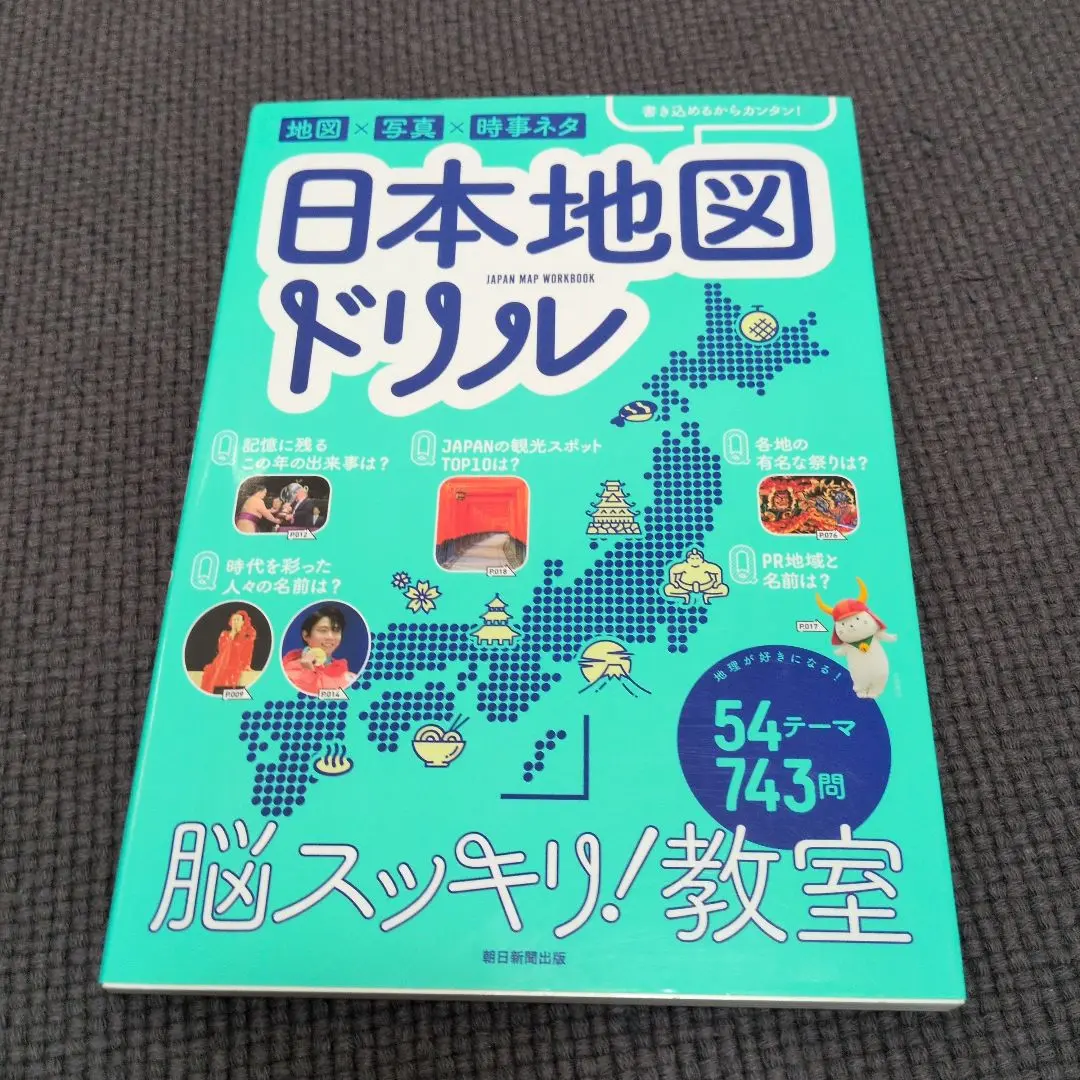 地図×写真×時事ネタ
書き込めるからカンタン!
日本地図
JAPAN MAP WORKBOOK
ドリル
Q 記憶に残る
この年の出来事は?
P.012
Q JAPANの観光スポット
TOP10は?
P.018
Q 各地の
有名な祭りは?
P.076
Q 時代を彩った
人々の名前は?
P.009
P.014
Q PR地域と
名前は?
P.017
地理が好きになる!
54テーマ
743問
脳スッキリ!教室
朝日新聞出版